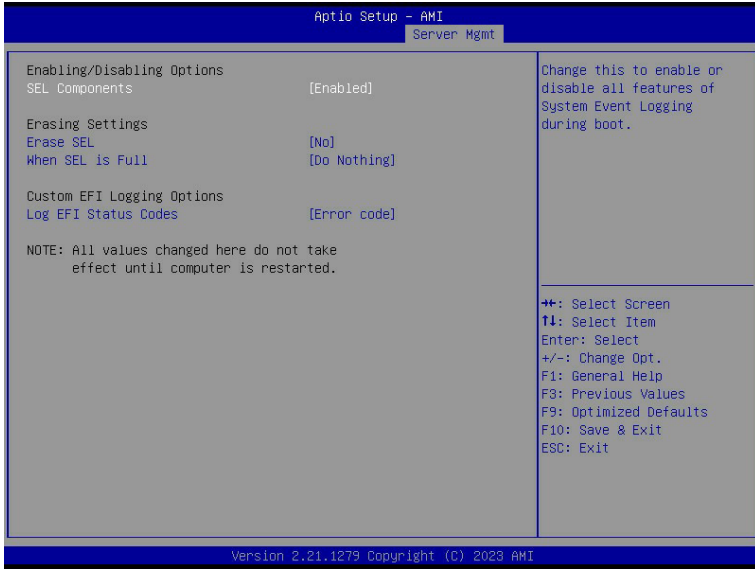 Aptio Setup – AMI
Server Mgmt
Enabling/Disabling Options
SEL Components [Enabled]
Erasing Settings
Erase SEL [No]
When SEL is Full [Do Nothing]
Custom EFI Logging Options
Log EFI Status Codes [Error code]
NOTE: All values changed here do not take
effect until computer is restarted.
Change this to enable or
disable all features of
System Event Logging
during boot.
→←: Select Screen
↑↓: Select Item
Enter: Select
+/-: Change Opt.
F1: General Help
F3: Previous Values
F9: Optimized Defaults
F10: Save & Exit
ESC: Exit
Version 2.21.1279 Copyright (C) 2023 AMI